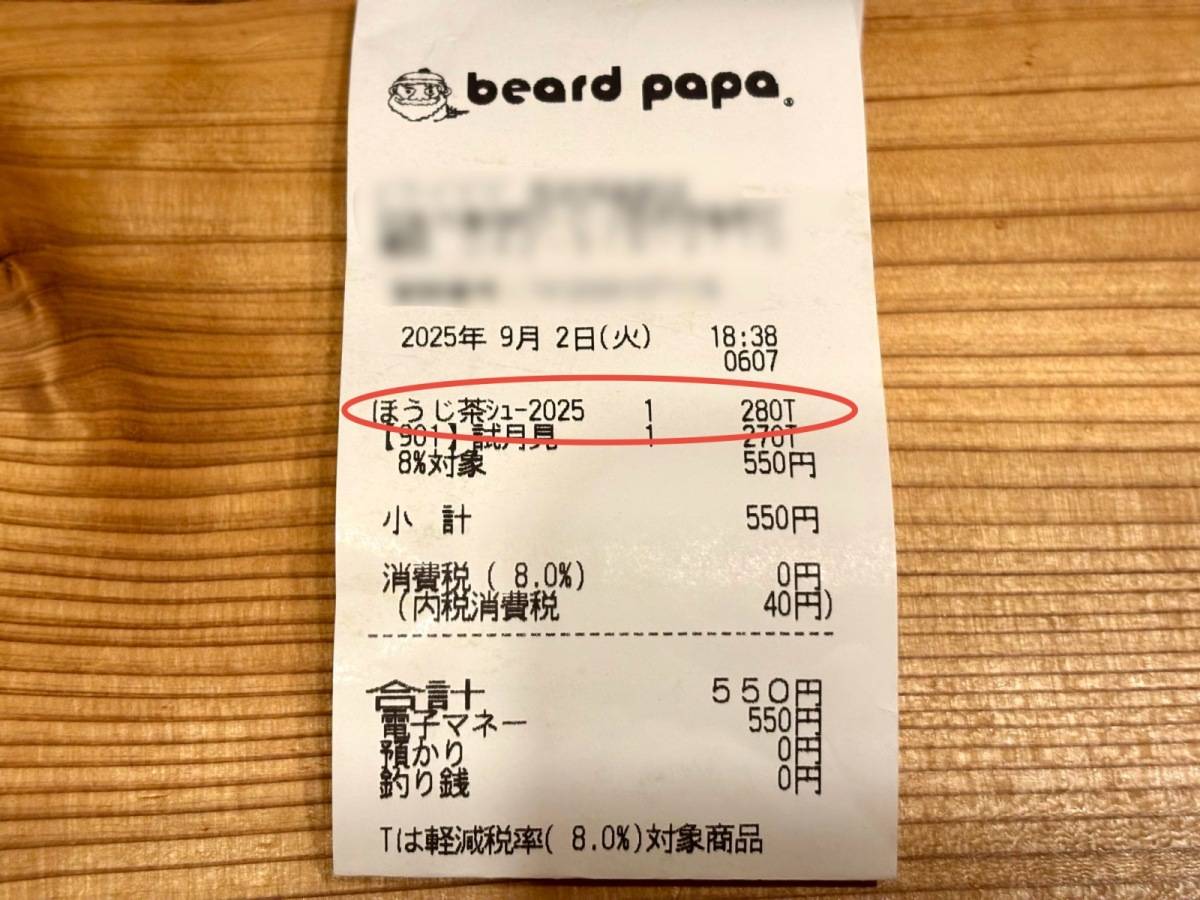 beard papa®
2025年 9月 2日(火) 18:38
0607
ほうじ茶ｼｭｰ2025 1 280T
【901】試月見 1 270T
8%対象 550円
小 計 550円
消費税 ( 8.0%) 0円
(内税消費税 40円)
合計 550円
電子マネー 550円
預かり 0円
釣り銭 0円
Tは軽減税率( 8.0%)対象商品